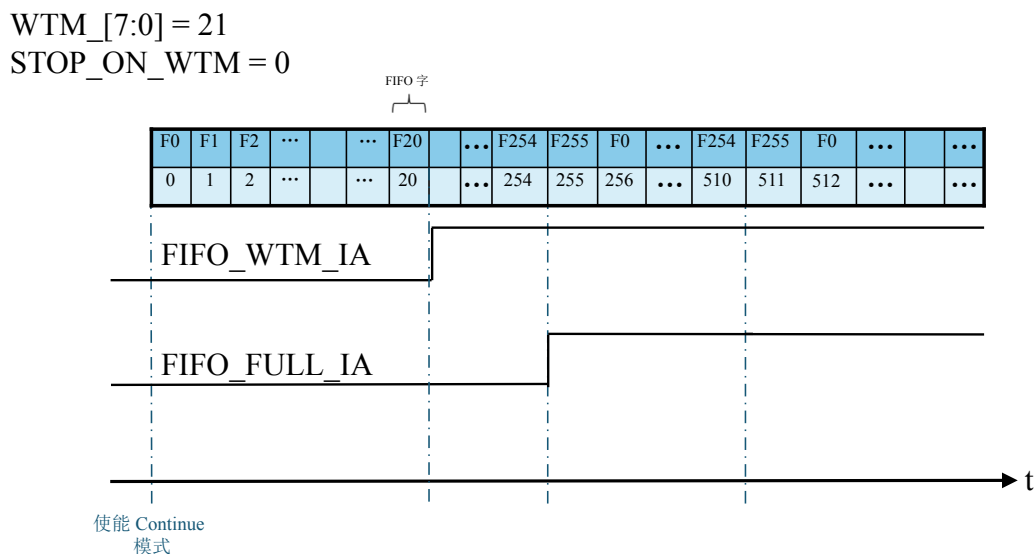 WTM_[7:0] = 21
STOP_ON_WTM = 0
FIFO 字
F0 F1 F2 ··· ··· F20 ··· F254 F255 F0 ··· F254 F255 F0 ··· ···
0 1 2 ··· ··· 20 ··· 254 255 256 ··· 510 511 512 ··· ···
FIFO_WTM_IA
FIFO_FULL_IA
t
使能 Continue
模式